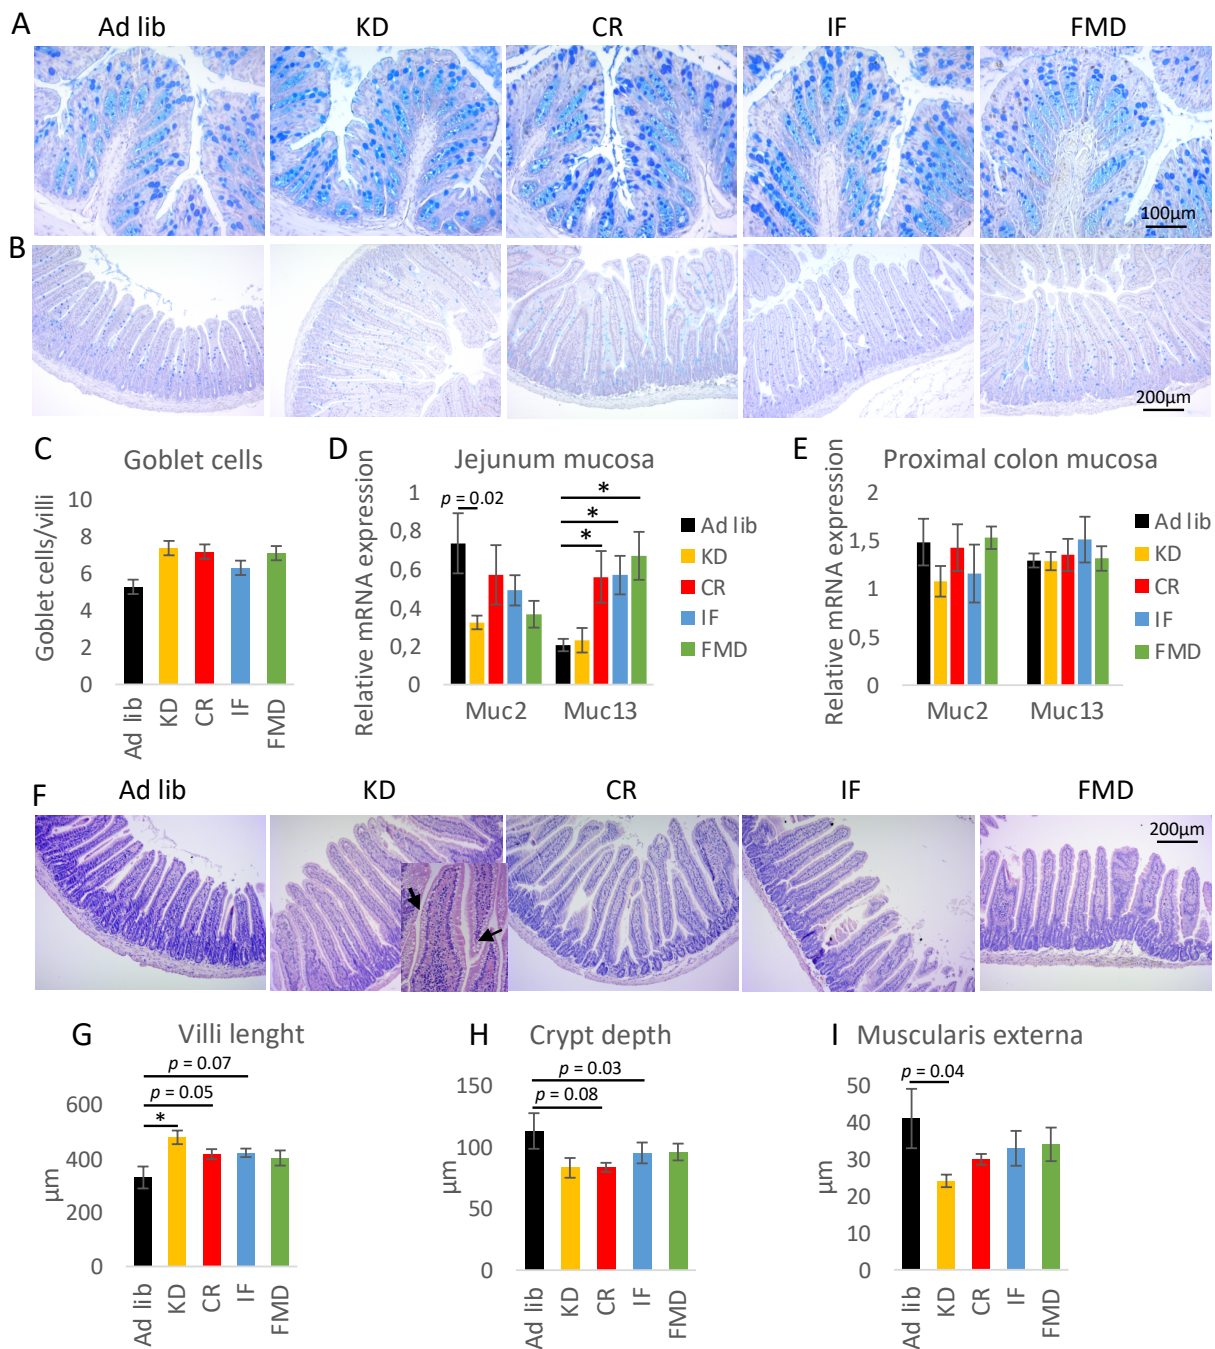 A
Ad lib KD CR IF FMD
100µm
B
200µm
C Goblet cells
Goblet cells/villi
10
8
6
4
2
0
Ad lib KD CR IF FMD
D Jejunum mucosa
Relative mRNA expression
1
0,8
0,6
0,4
0,2
0
p = 0.02
*
*
*
Muc2 Muc13
Ad lib
KD
CR
IF
FMD
E Proximal colon mucosa
Relative mRNA expression
2
1,5
1
0,5
0
Muc2 Muc13
Ad lib
KD
CR
IF
FMD
F
Ad lib KD CR IF FMD
200µm
G Villi lenght
p = 0.07
p = 0.05
*
µm
600
400
200
0
Ad lib KD CR IF FMD
H Crypt depth
p = 0.03
p = 0.08
µm
150
100
50
0
Ad lib KD CR IF FMD
I Muscularis externa
p = 0.04
µm
50
40
30
20
10
0
Ad lib KD CR IF FMD